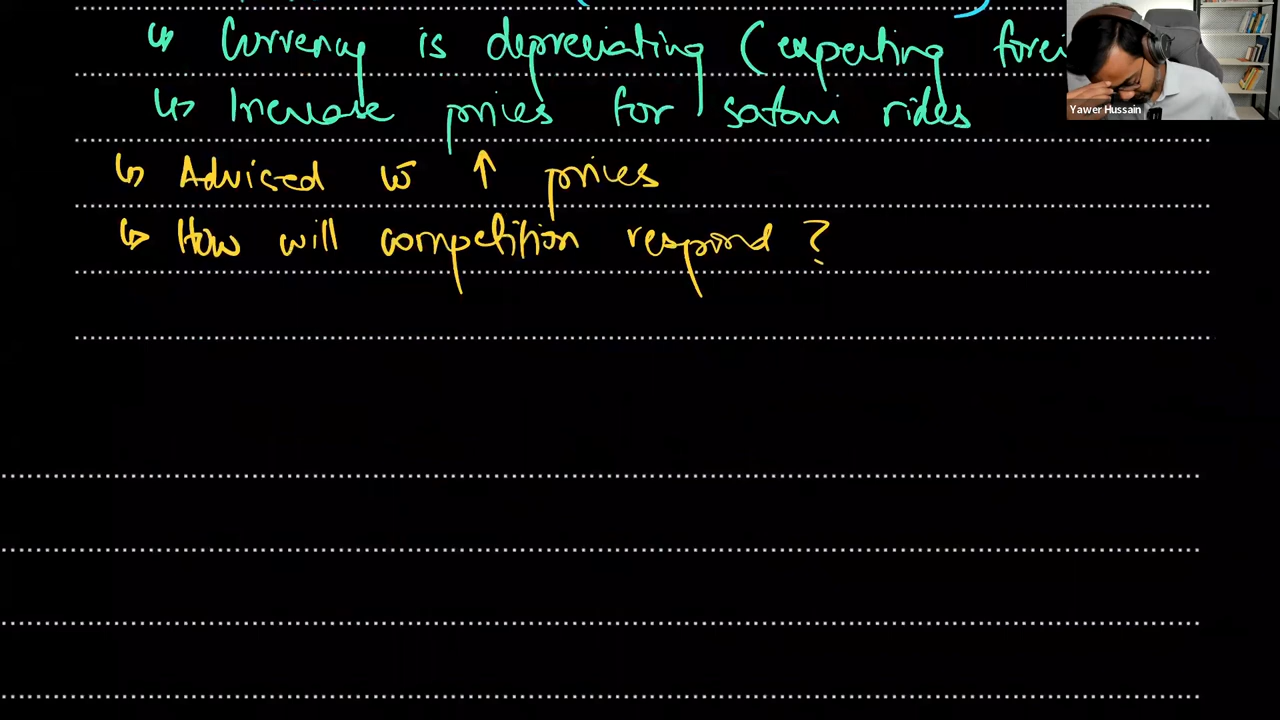 ↳ Currency is depreciating (expecting forei
↳ Increase prices for safari rides
↳ Advised to ↑ prices
↳ How will competition respond ?
Yawer Hussain